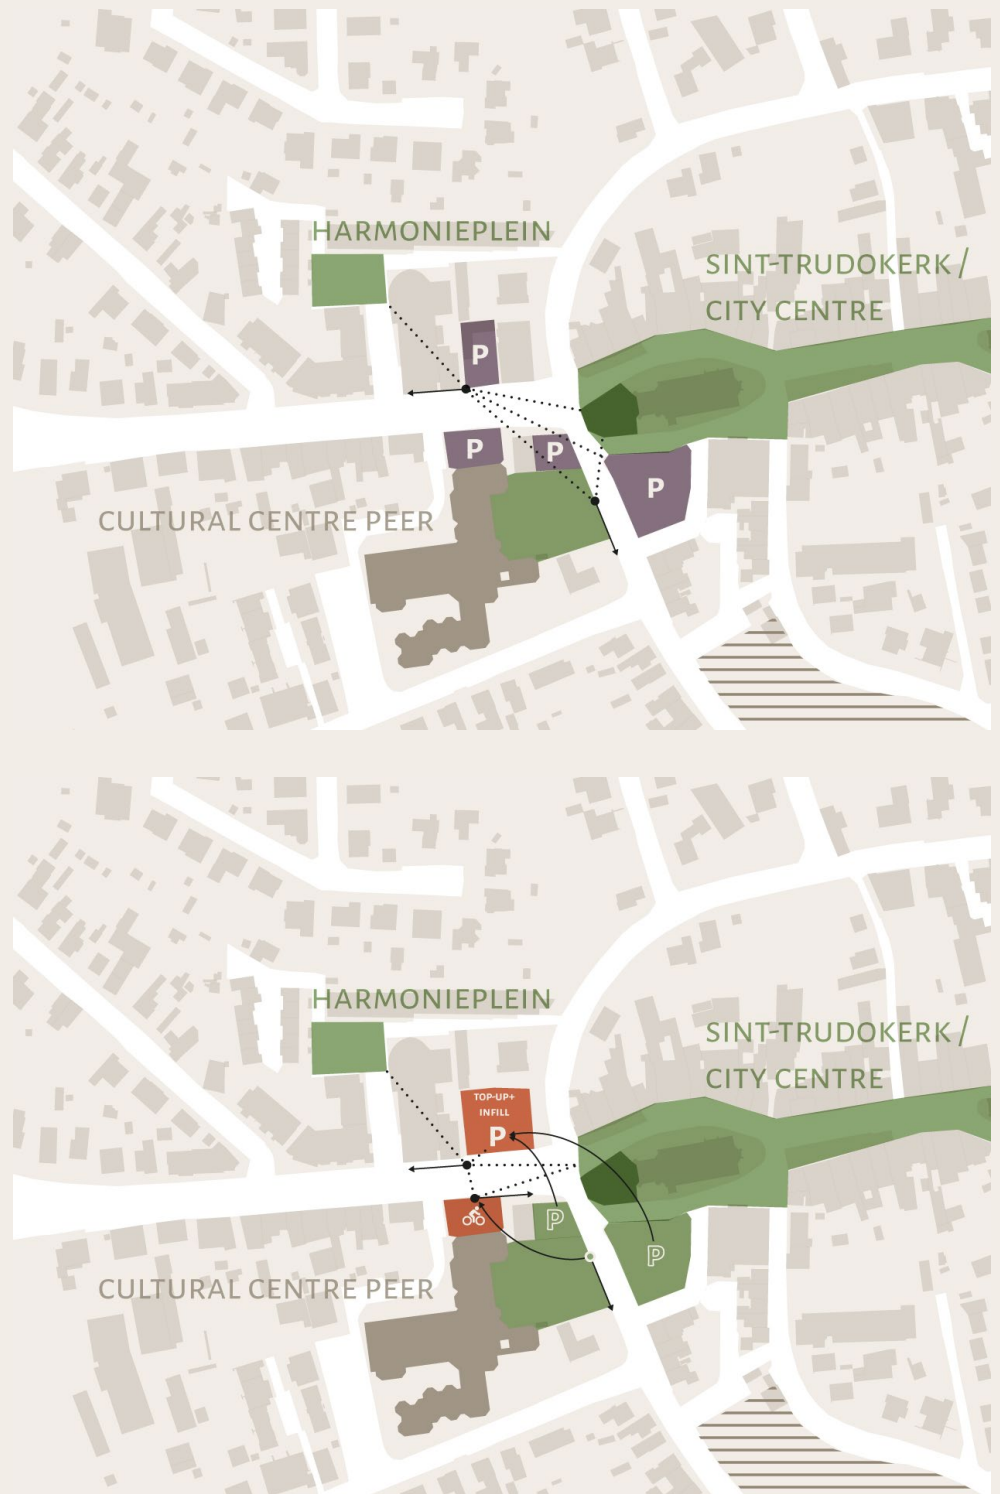 HARMONIEPLEIN
SINT-TRUDOKERK /
CITY CENTRE
P
P
P
P
CULTURAL CENTRE PEER
HARMONIEPLEIN
SINT-TRUDOKERK /
CITY CENTRE
TOP-UP+
INFILL
P
P
P
CULTURAL CENTRE PEER